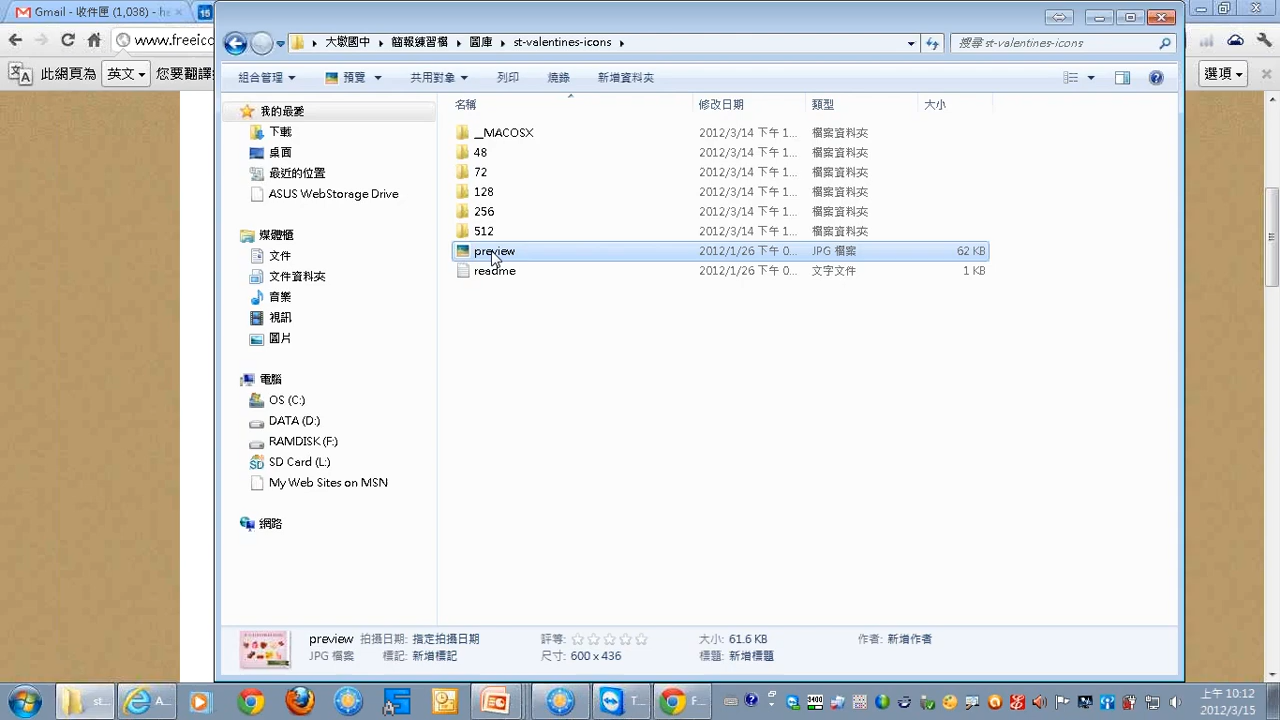 Gmail - 收件匣 (1,038) - h
15
www.freeico
此網頁為 英文 您要翻譯
選項
大墩國中 簡報練習檔 圖庫 st-valentines-icons
搜尋 st-valentines-icons
組合管理 預覽 共用對象 列印 燒錄 新增資料夾
名稱 修改日期 類型 大小
我的最愛
下載
桌面
最近的位置
ASUS WebStorage Drive
媒體櫃
文件
文件資料夾
音樂
視訊
圖片
電腦
OS (C:)
DATA (D:)
RAMDISK (F:)
SD Card (L:)
My Web Sites on MSN
網路
__MACOSX 2012/3/14 下午 1... 檔案資料夾
48 2012/3/14 下午 1... 檔案資料夾
72 2012/3/14 下午 1... 檔案資料夾
128 2012/3/14 下午 1... 檔案資料夾
256 2012/3/14 下午 1... 檔案資料夾
512 2012/3/14 下午 1... 檔案資料夾
preview 2012/1/26 下午 0... JPG 檔案 62 KB
readme 2012/1/26 下午 0... 文字文件 1 KB
preview 拍攝日期: 指定拍攝日期 評等: 大小: 61.6 KB 作者: 新增作者
JPG 檔案 標記: 新增標記 尺寸: 600 x 436 標題: 新增標題
st... A... T... F...
上午 10:12
2012/3/15